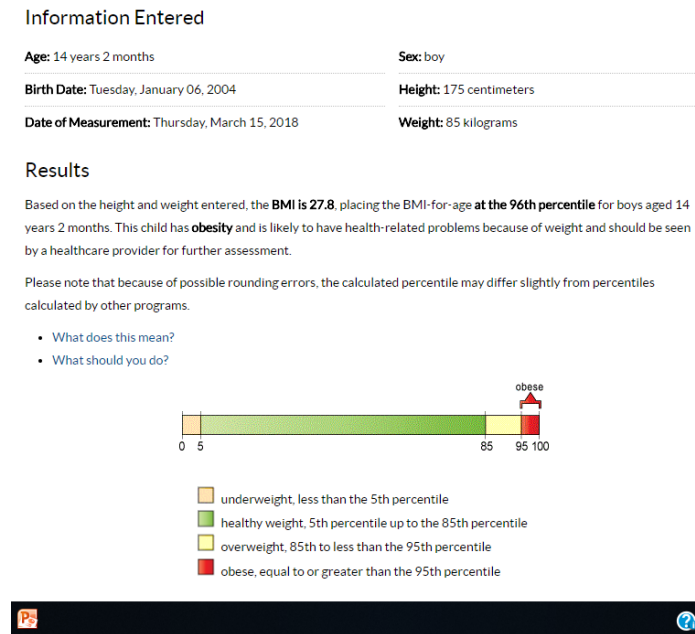 Information Entered
Age: 14 years 2 months
Sex: boy
Birth Date: Tuesday, January 06, 2004
Height: 175 centimeters
Date of Measurement: Thursday, March 15, 2018
Weight: 85 kilograms
Results
Based on the height and weight entered, the BMI is 27.8, placing the BMI-for-age at the 96th percentile for boys aged 14
years 2 months. This child has obesity and is likely to have health-related problems because of weight and should be seen
by a healthcare provider for further assessment.
Please note that because of possible rounding errors, the calculated percentile may differ slightly from percentiles
calculated by other programs.
• What does this mean?
• What should you do?
obese
0 5 85 95 100
underweight, less than the 5th percentile
healthy weight, 5th percentile up to the 85th percentile
overweight, 85th to less than the 95th percentile
obese, equal to or greater than the 95th percentile
P
?